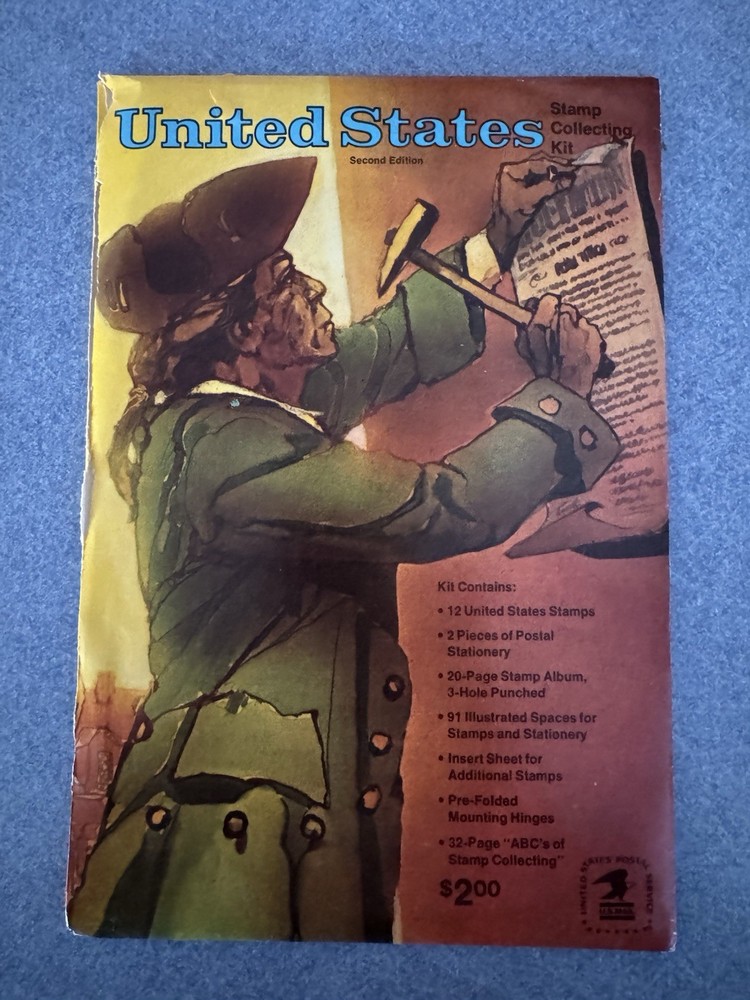 United States
Stamp
Collecting
Kit
Second Edition
Kit Contains:
• 12 United States Stamps
• 2 Pieces of Postal
Stationery
• 20-Page Stamp Album,
3-Hole Punched
• 91 Illustrated Spaces for
Stamps and Stationery
• Insert Sheet for
Additional Stamps
• Pre-Folded
Mounting Hinges
• 32-Page "ABC's of
Stamp Collecting"
$2.00
UNITED STATES POSTAL SERVICE
U.S. MAIL